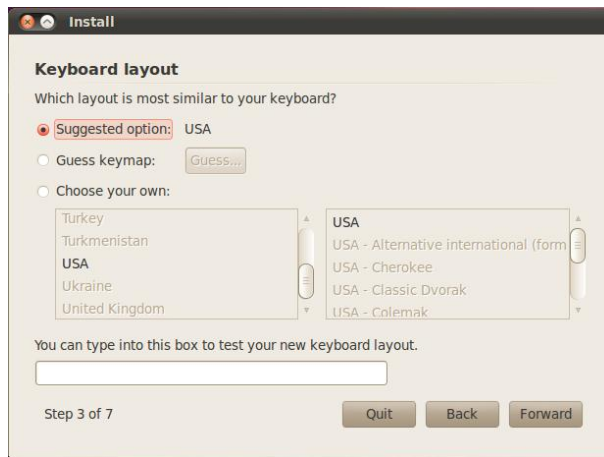 Install
Keyboard layout
Which layout is most similar to your keyboard?
Suggested option: USA
Guess keymap: Guess...
Choose your own:
Turkey
Turkmenistan
USA
Ukraine
United Kingdom
USA
USA - Alternative international (form
USA - Cherokee
USA - Classic Dvorak
USA - Colemak
You can type into this box to test your new keyboard layout.
Step 3 of 7
Quit Back Forward